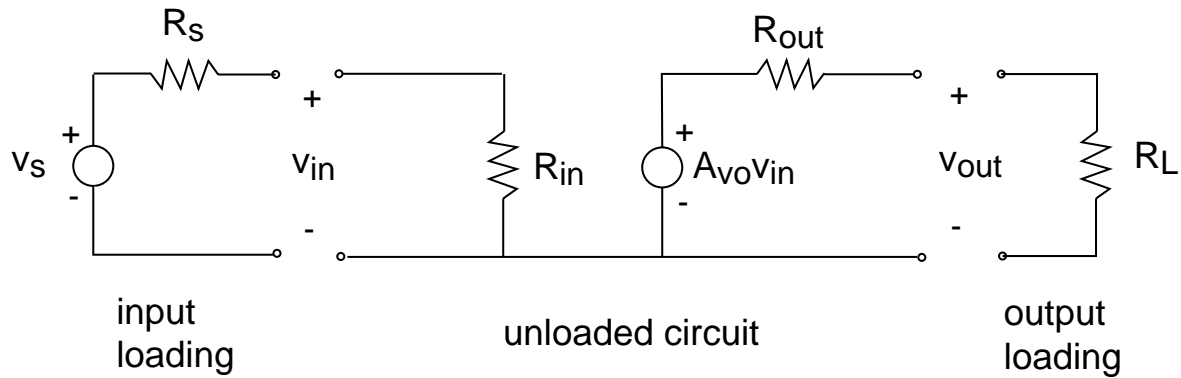 Rs
Rout
+
+
+
+
vs
vin
Rin
Avovin
vout
RL
-
-
-
-
input
loading
unloaded circuit
output
loading